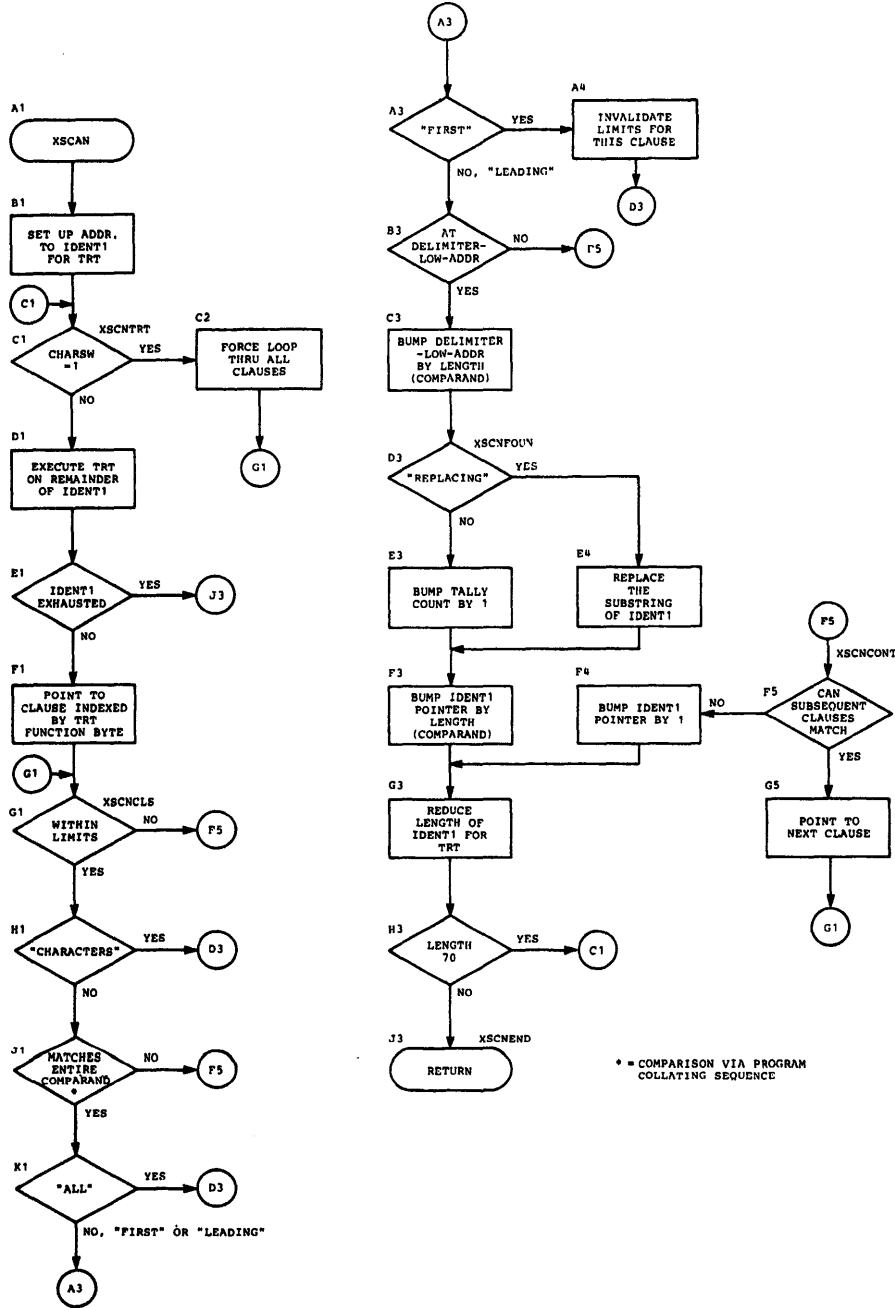 A1
XSCAN
B1
SET UP ADDR.
TO IDENT1
FOR TRT
C1
C1
XSCNTRT
CHARSW
=1
YES
NO
C2
FORCE LOOP
THRU ALL
CLAUSES
G1
D1
EXECUTE TRT
ON REMAINDER
OF IDENT1
E1
IDENT1
EXHAUSTED
YES
J3
NO
F1
POINT TO
CLAUSE INDEXED
BY TRT
FUNCTION BYTE
G1
G1
XSCNCLS
WITHIN
LIMITS
NO
F5
YES
H1
"CHARACTERS"
YES
D3
NO
J1
MATCHES
ENTIRE
COMPARAND
*
NO
F5
YES
K1
"ALL"
YES
D3
NO, "FIRST" OR "LEADING"
A3
A3
A3
"FIRST"
YES
A4
INVALIDATE
LIMITS FOR
THIS CLAUSE
D3
NO, "LEADING"
B3
AT
DELIMITER-
LOW-ADDR
NO
F5
YES
C3
BUMP DELIMITER
-LOW-ADDR
BY LENGTH
(COMPARAND)
XSCNFOUN
D3
"REPLACING"
YES
NO
E3
BUMP TALLY
COUNT BY 1
E4
REPLACE
THE
SUBSTRING
OF IDENT1
F3
BUMP IDENT1
POINTER BY
LENGTH
(COMPARAND)
F4
BUMP IDENT1
POINTER BY 1
F5
XSCNCONT
F5
CAN
SUBSEQUENT
CLAUSES
MATCH
NO
YES
G5
POINT TO
NEXT CLAUSE
G1
G3
REDUCE
LENGTH OF
IDENT1 FOR
TRT
H3
LENGTH
70
YES
C1
NO
J3
XSCNEND
RETURN
* = COMPARISON VIA PROGRAM
COLLATING SEQUENCE